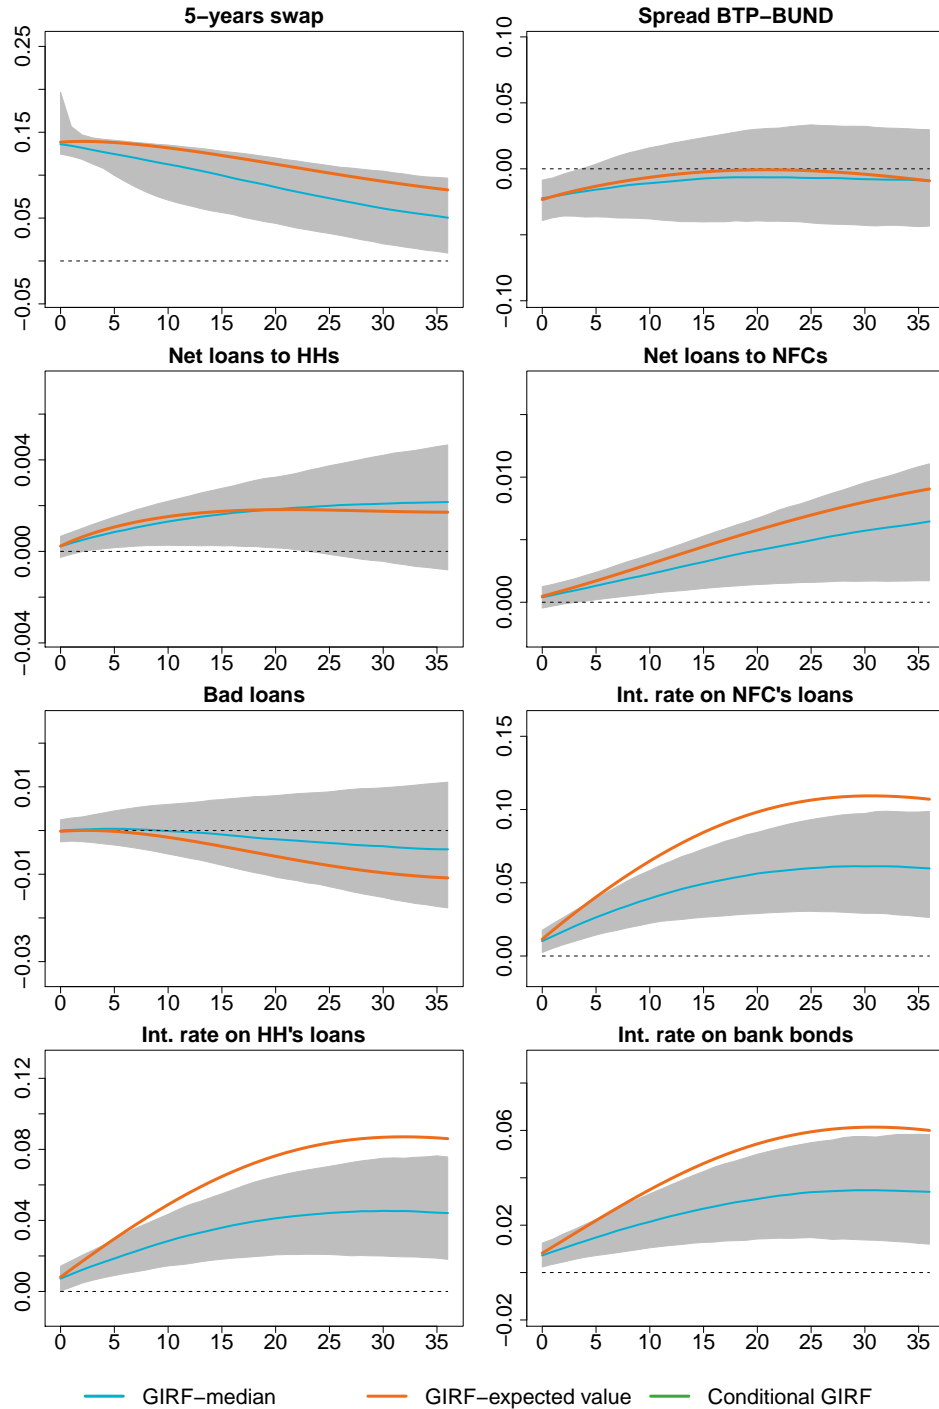 5−years swap
0.25
0.15
0.05
−0.05
0 5 10 15 20 25 30 35
Spread BTP−BUND
0.10
0.05
0.00
−0.10
0 5 10 15 20 25 30 35
Net loans to HHs
0.004
0.000
−0.004
0 5 10 15 20 25 30 35
Net loans to NFCs
0.010
0.000
0 5 10 15 20 25 30 35
Bad loans
0.01
−0.01
−0.03
0 5 10 15 20 25 30 35
Int. rate on NFC's loans
0.15
0.10
0.05
0.00
0 5 10 15 20 25 30 35
Int. rate on HH's loans
0.12
0.08
0.04
0.00
0 5 10 15 20 25 30 35
Int. rate on bank bonds
0.06
0.02
−0.02
0 5 10 15 20 25 30 35
GIRF−median GIRF−expected value Conditional GIRF